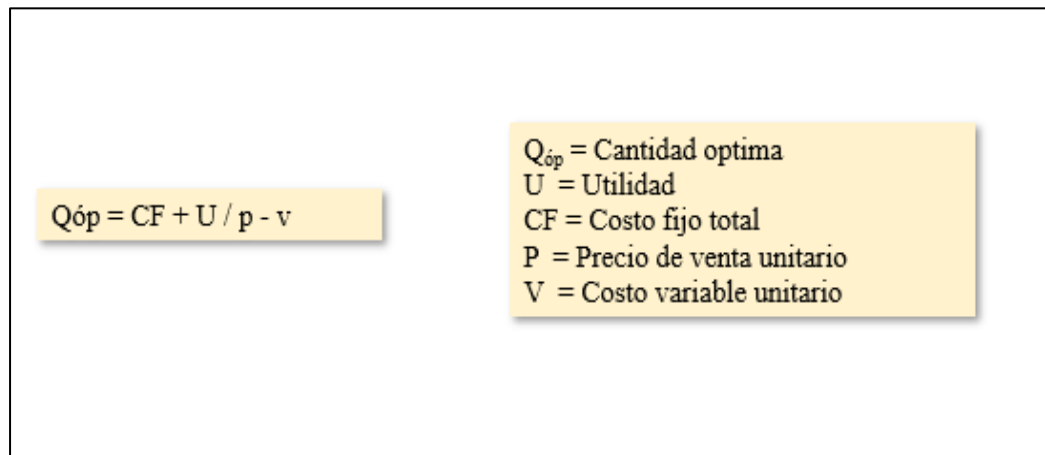 Qóp = CF + U / p - v
Qóp = Cantidad optima
U = Utilidad
CF = Costo fijo total
P = Precio de venta unitario
V = Costo variable unitario